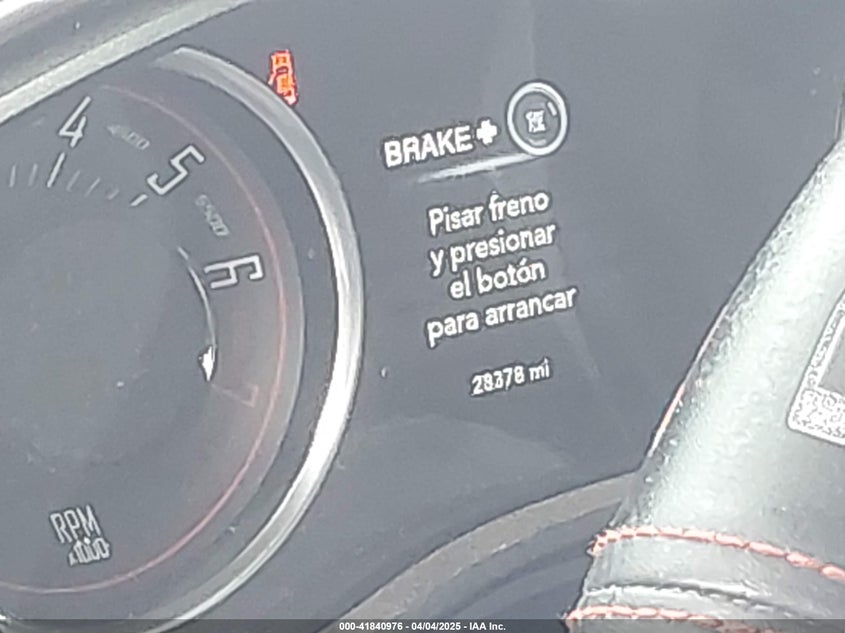 4
5
6
BRAKE +
Pisar freno
y presionar
el botón
para arrancar
28378 mi
RPM
x1000
000-41840976 - 04/04/2025 - IAA Inc.